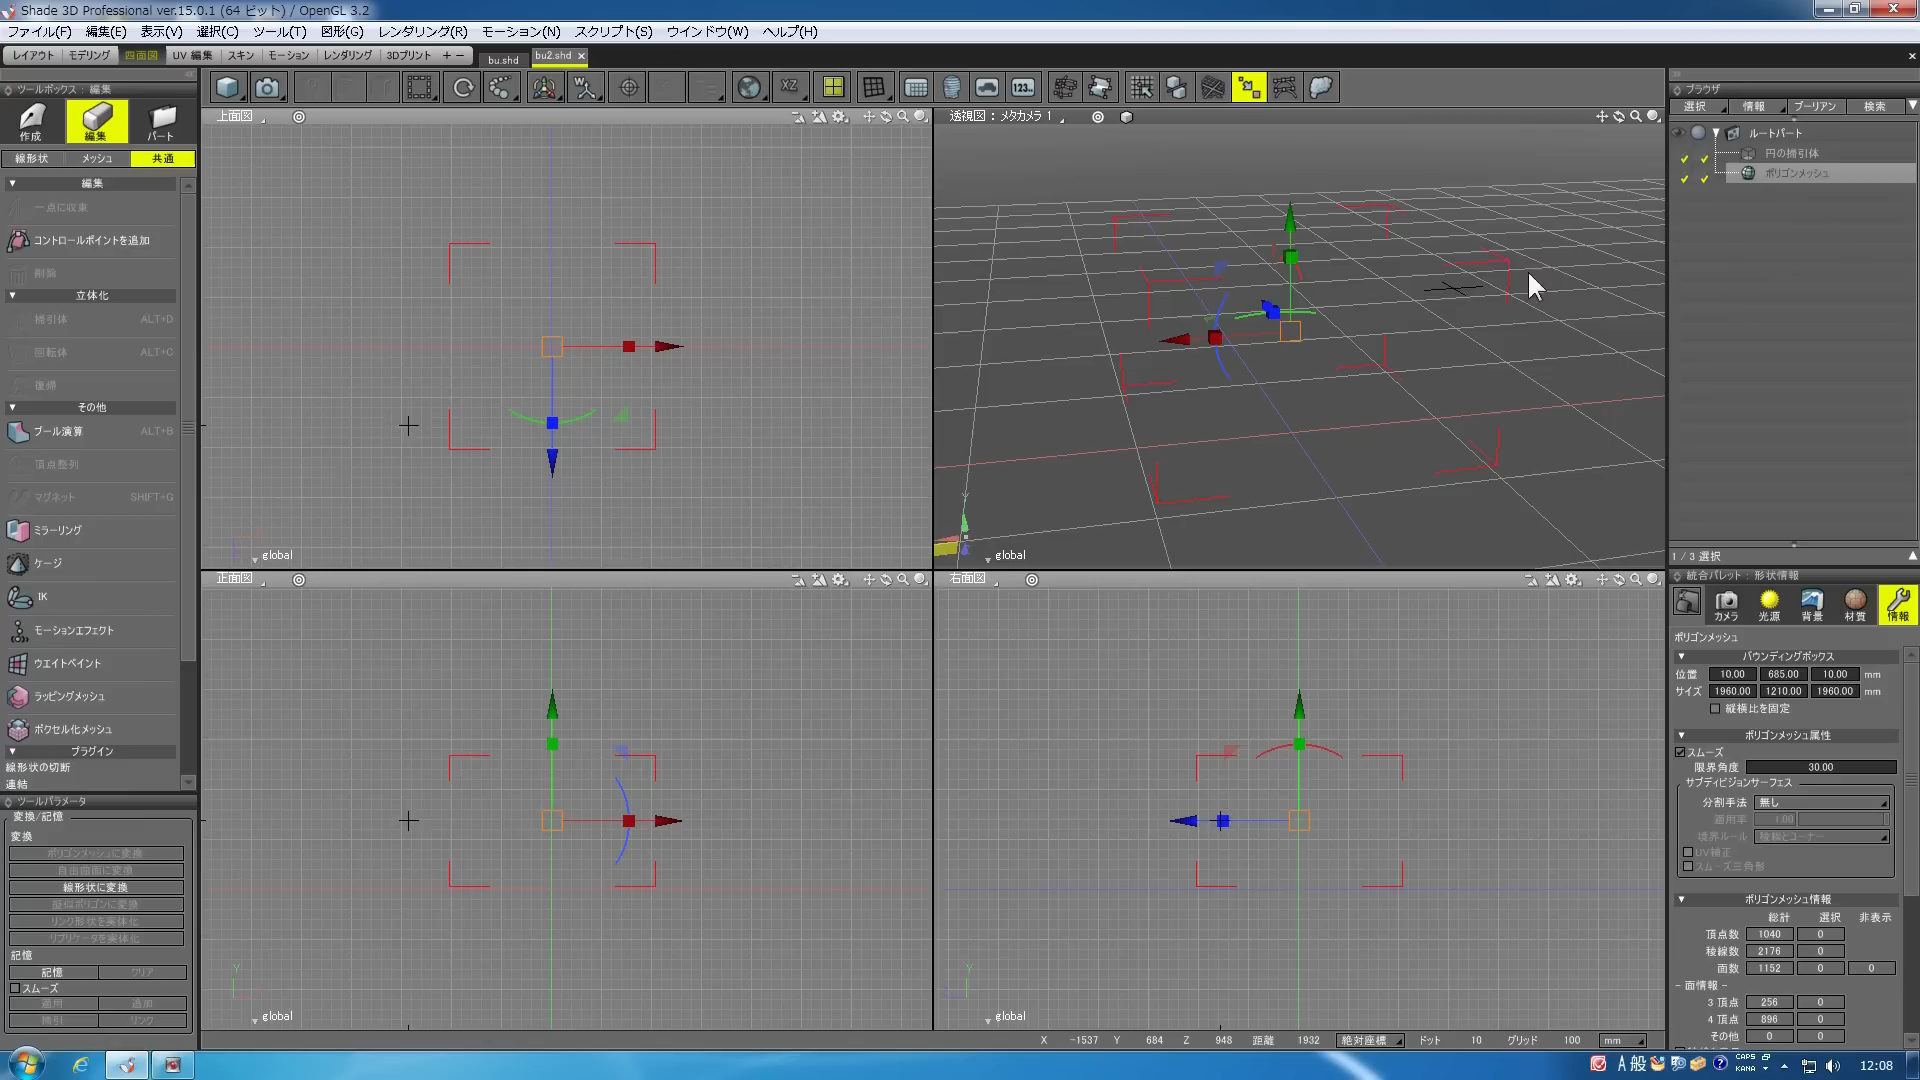 Shade 3D Professional ver.15.0.1 (64 ビット) / OpenGL 3.2
ファイル(F) 編集(E) 表示(V) 選択(C) ツール(T) 図形(G) レンダリング(R) モーション(N) スクリプト(S) ウインドウ(W) ヘルプ(H)
レイアウト モデリング 四面図 UV 編集 スキン モーション レンダリング 3Dプリント + −
bu.shd bu2.shd ×
ツールボックス : 編集
作成 編集 パート
線形状 メッシュ 共通
編集
一点に収束
コントロールポイントを追加
削除
立体化
掃引体 ALT+D
回転体 ALT+C
復帰
その他
ブール演算 ALT+B
頂点整列
マグネット SHIFT+G
ミラーリング
ケージ
IK
モーションエフェクト
ウエイトペイント
ラッピングメッシュ
ボクセル化メッシュ
プラグイン
線形状の切断
連結
ツールパラメータ
変換/記憶
変換
ポリゴンメッシュに変換
自由曲面に変換
線形状に変換
擬似ポリゴンに変換
リンク形状を実体化
リプリケータを実体化
記憶
記憶 クリア
スムーズ
適用 追加
掃引 リンク
XZ
123..
上面図
global
透視図 : メタカメラ 1
Y
global
正面図
Y
global
右面図
Y
global
X -1537 Y 684 Z 948 距離 1932 絶対座標 ドット 10 グリッド 100 mm
ブラウザ
選択 情報 ブーリアン 検索
ルートパート
円の掃引体
ポリゴンメッシュ
1 / 3 選択
統合パレット : 形状情報
カメラ 光源 背景 材質 情報
ポリゴンメッシュ
バウンディングボックス
位置 10.00 685.00 10.00 mm
サイズ 1960.00 1210.00 1960.00 mm
縦横比を固定
ポリゴンメッシュ属性
スムーズ
限界角度 30.00
サブディビジョンサーフェス
分割手法 無し
適用率 1.00
境界ルール 稜線とコーナー
UV補正
スムーズ三角形
ポリゴンメッシュ情報
総計 選択 非表示
頂点数 1040 0
稜線数 2176 0
面数 1152 0 0
- 面情報 -
3 頂点 256 0
4 頂点 896 0
その他 0 0
A 般 CAPS KANA 12:08